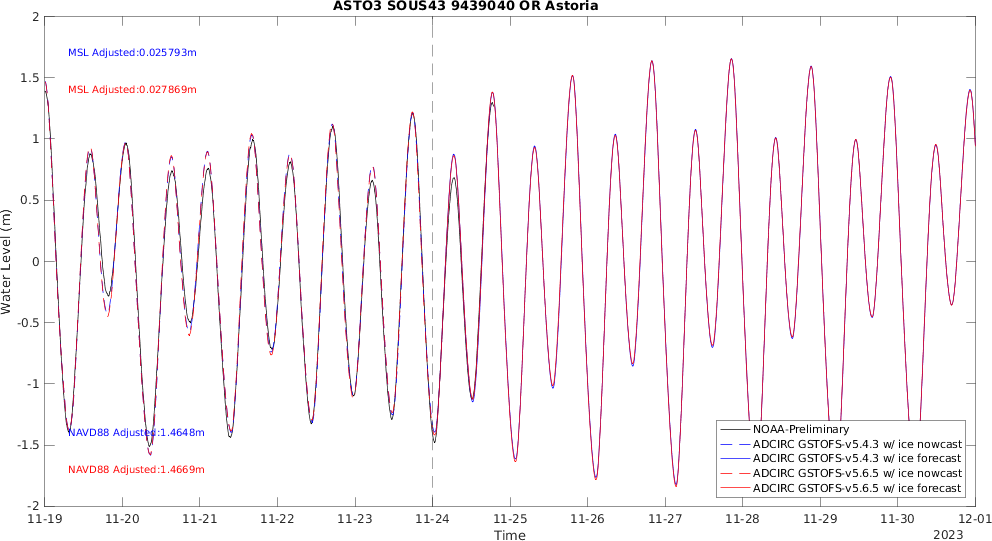 ASTO3 SOUS43 9439040 OR Astoria
MSL Adjusted:0.025793m
MSL Adjusted:0.027869m
NAVD88 Adjusted:1.4648m
NAVD88 Adjusted:1.4669m
Water Level (m)
2
1.5
1
0.5
0
-0.5
-1
-1.5
-2
NOAA-Preliminary
ADCIRC GSTOFS-v5.4.3 w/ ice nowcast
ADCIRC GSTOFS-v5.4.3 w/ ice forecast
ADCIRC GSTOFS-v5.6.5 w/ ice nowcast
ADCIRC GSTOFS-v5.6.5 w/ ice forecast
11-19 11-20 11-21 11-22 11-23 11-24 11-25 11-26 11-27 11-28 11-29 11-30 12-01
Time
2023